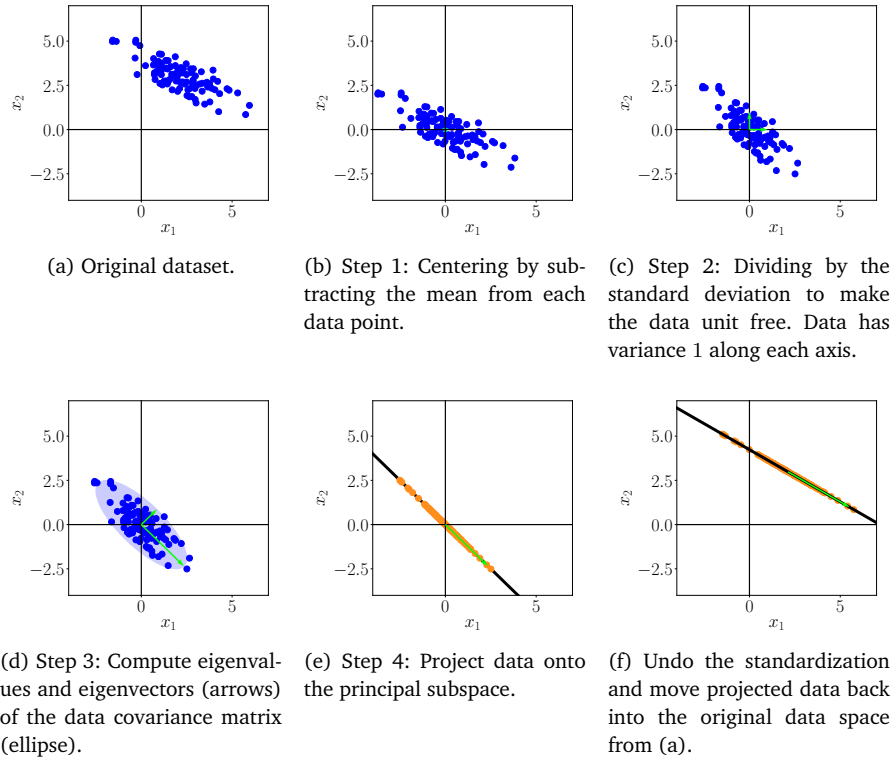 5.0
2.5
0.0
−2.5
x2
0
5
x1
(a) Original dataset.
5.0
2.5
0.0
−2.5
x2
0
5
x1
(b) Step 1: Centering by sub-
tracting the mean from each
data point.
5.0
2.5
0.0
−2.5
x2
0
5
x1
(c) Step 2: Dividing by the
standard deviation to make
the data unit free. Data has
variance 1 along each axis.
5.0
2.5
0.0
−2.5
x2
0
5
x1
(d) Step 3: Compute eigenval-
ues and eigenvectors (arrows)
of the data covariance matrix
(ellipse).
5.0
2.5
0.0
−2.5
x2
0
5
x1
(e) Step 4: Project data onto
the principal subspace.
5.0
2.5
0.0
−2.5
x2
0
5
x1
(f) Undo the standardization
and move projected data back
into the original data space
from (a).